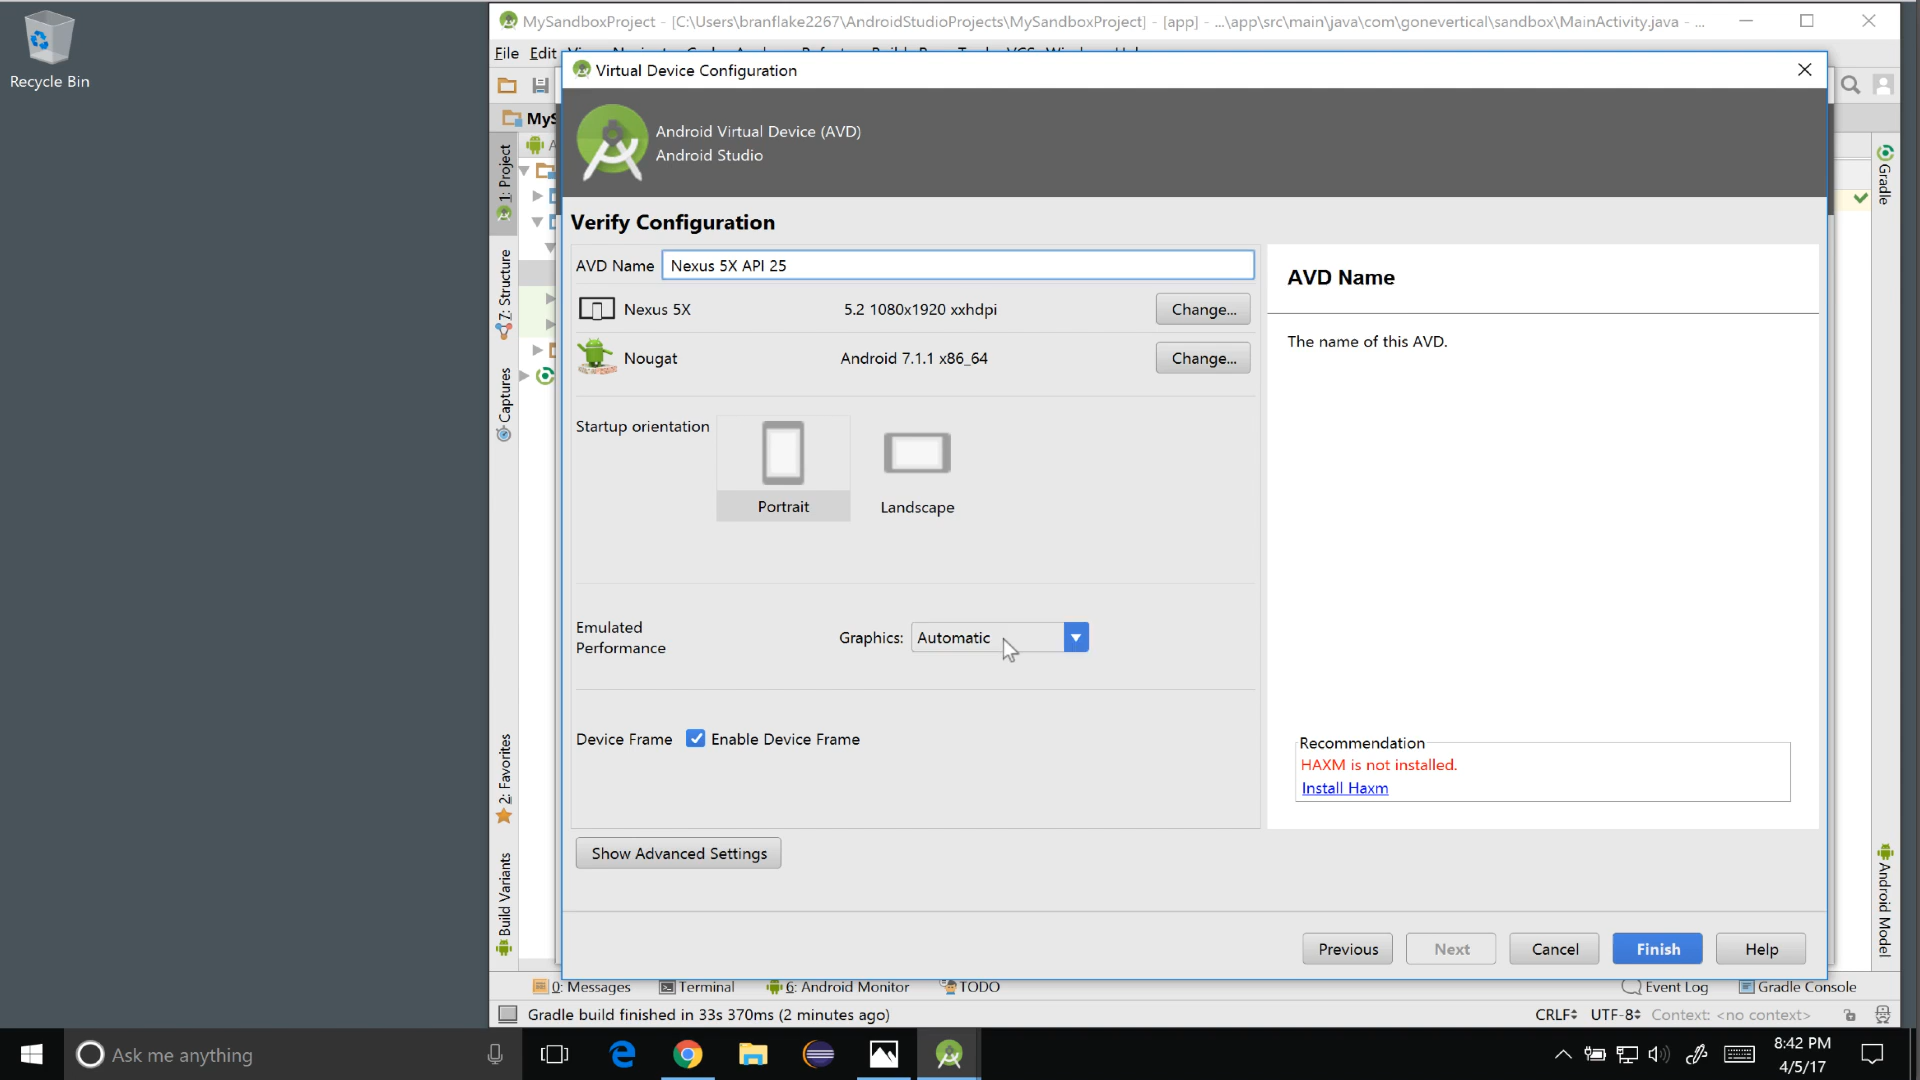 Recycle Bin
MySandboxProject - [C:\Users\branflake2267\AndroidStudioProjects\MySandboxProject] - [app] - ...\app\src\main\java\com\gonevertical\sandbox\MainActivity.java - ...
File Edit
Virtual Device Configuration
Android Virtual Device (AVD)
Android Studio
Verify Configuration
AVD Name Nexus 5X API 25
Nexus 5X 5.2 1080x1920 xxhdpi Change...
Nougat Android 7.1.1 x86_64 Change...
Startup orientation
Portrait Landscape
Emulated
Performance
Graphics: Automatic
Device Frame Enable Device Frame
Show Advanced Settings
AVD Name
The name of this AVD.
Recommendation
HAXM is not installed.
Install Haxm
Previous Next Cancel Finish Help
1: Project
7: Structure
Captures
2: Favorites
Build Variants
Gradle
Android Model
0: Messages Terminal 6: Android Monitor TODO Event Log Gradle Console
Gradle build finished in 33s 370ms (2 minutes ago) CRLF UTF-8 Context: <no context>
Ask me anything
8:42 PM
4/5/17